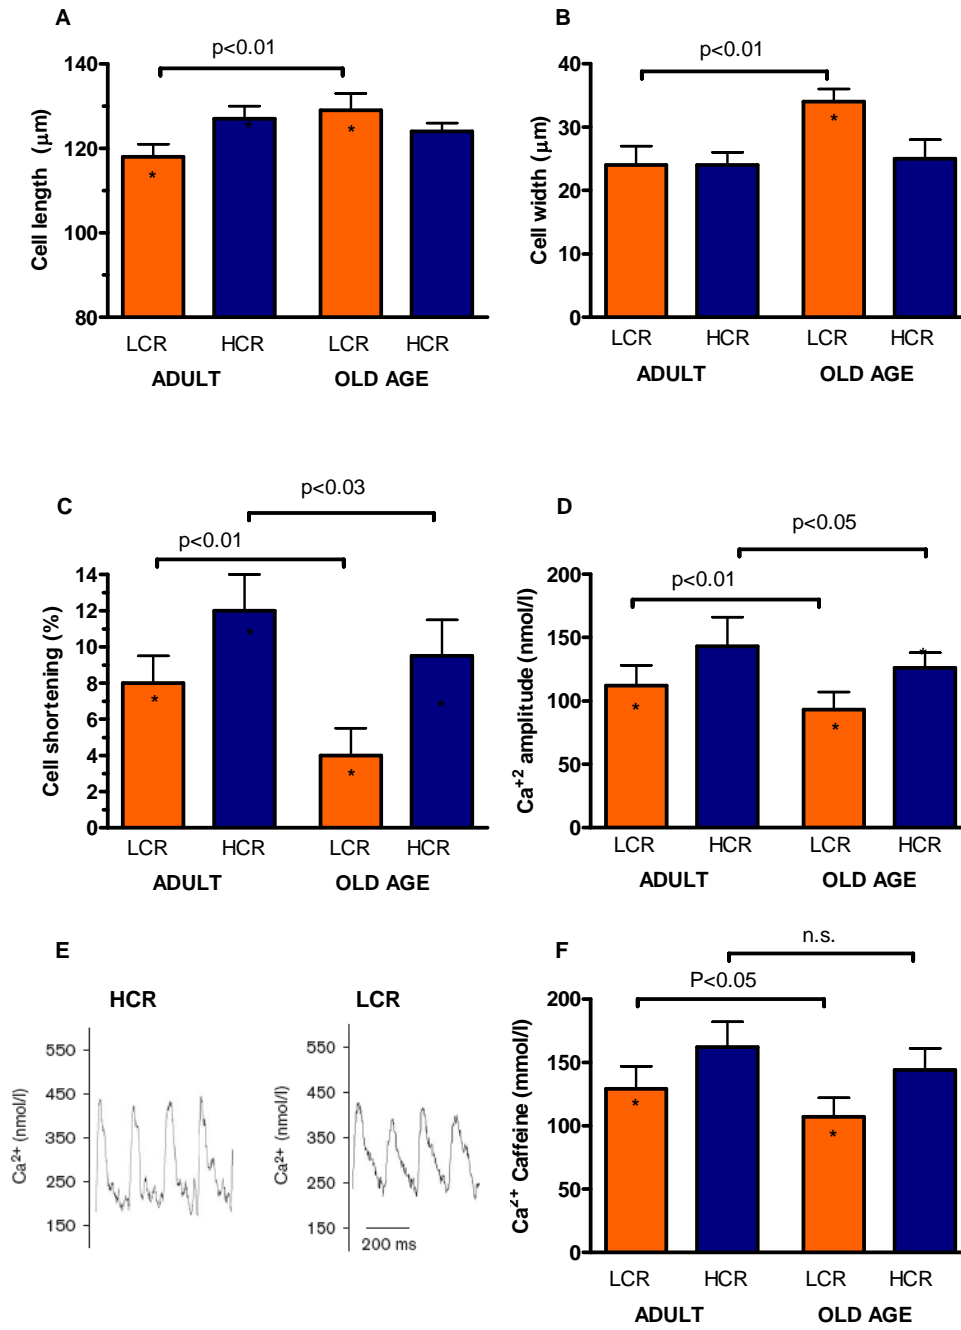 A
p<0.01
Cell length (µm)
140
120
100
80
*
*
*
LCR
HCR
LCR
HCR
ADULT
OLD AGE
B
p<0.01
Cell width (µm)
40
30
20
10
0
*
LCR
HCR
LCR
HCR
ADULT
OLD AGE
C
p<0.03
p<0.01
Cell shortening (%)
14
12
10
8
6
4
2
0
*
*
*
*
LCR
HCR
LCR
HCR
ADULT
OLD AGE
D
p<0.05
p<0.01
Ca+2 amplitude (nmol/l)
200
150
100
50
0
*
*
*
LCR
HCR
LCR
HCR
ADULT
OLD AGE
E
HCR
Ca2+ (nmol/l)
550
450
350
250
150
LCR
Ca2+ (nmol/l)
550
450
350
250
150
200 ms
F
n.s.
P<0.05
Ca2+ Caffeine (mmol/l)
200
150
100
50
0
*
*
LCR
HCR
LCR
HCR
ADULT
OLD AGE